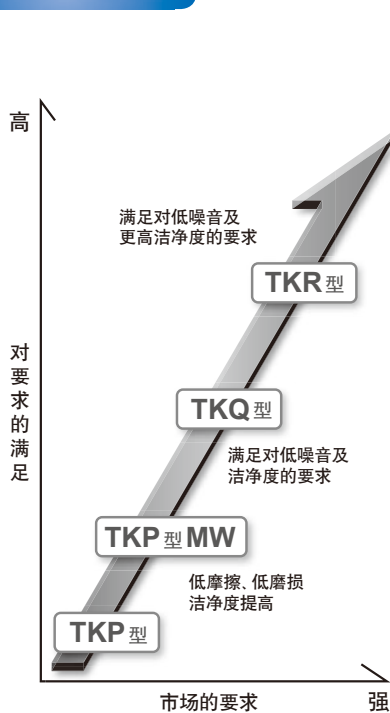 高
满足对低噪音及
更高洁净度的要求
TKR型
对要求的满足
TKQ型
满足对低噪音及
洁净度的要求
TKP型MW
低摩擦、低磨损
洁净度提高
TKP型
市场的要求
强